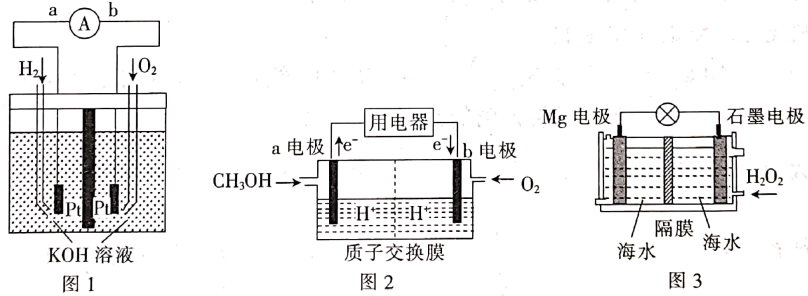 a b
A
H₂ O₂
Pt Pt
KOH 溶液
图1
用电器
a 电极 e⁻ e⁻ b 电极
CH₃OH O₂
H⁺ H⁺
质子交换膜
图2
Mg 电极 石墨电极
H₂O₂
隔膜
海水 海水
图3